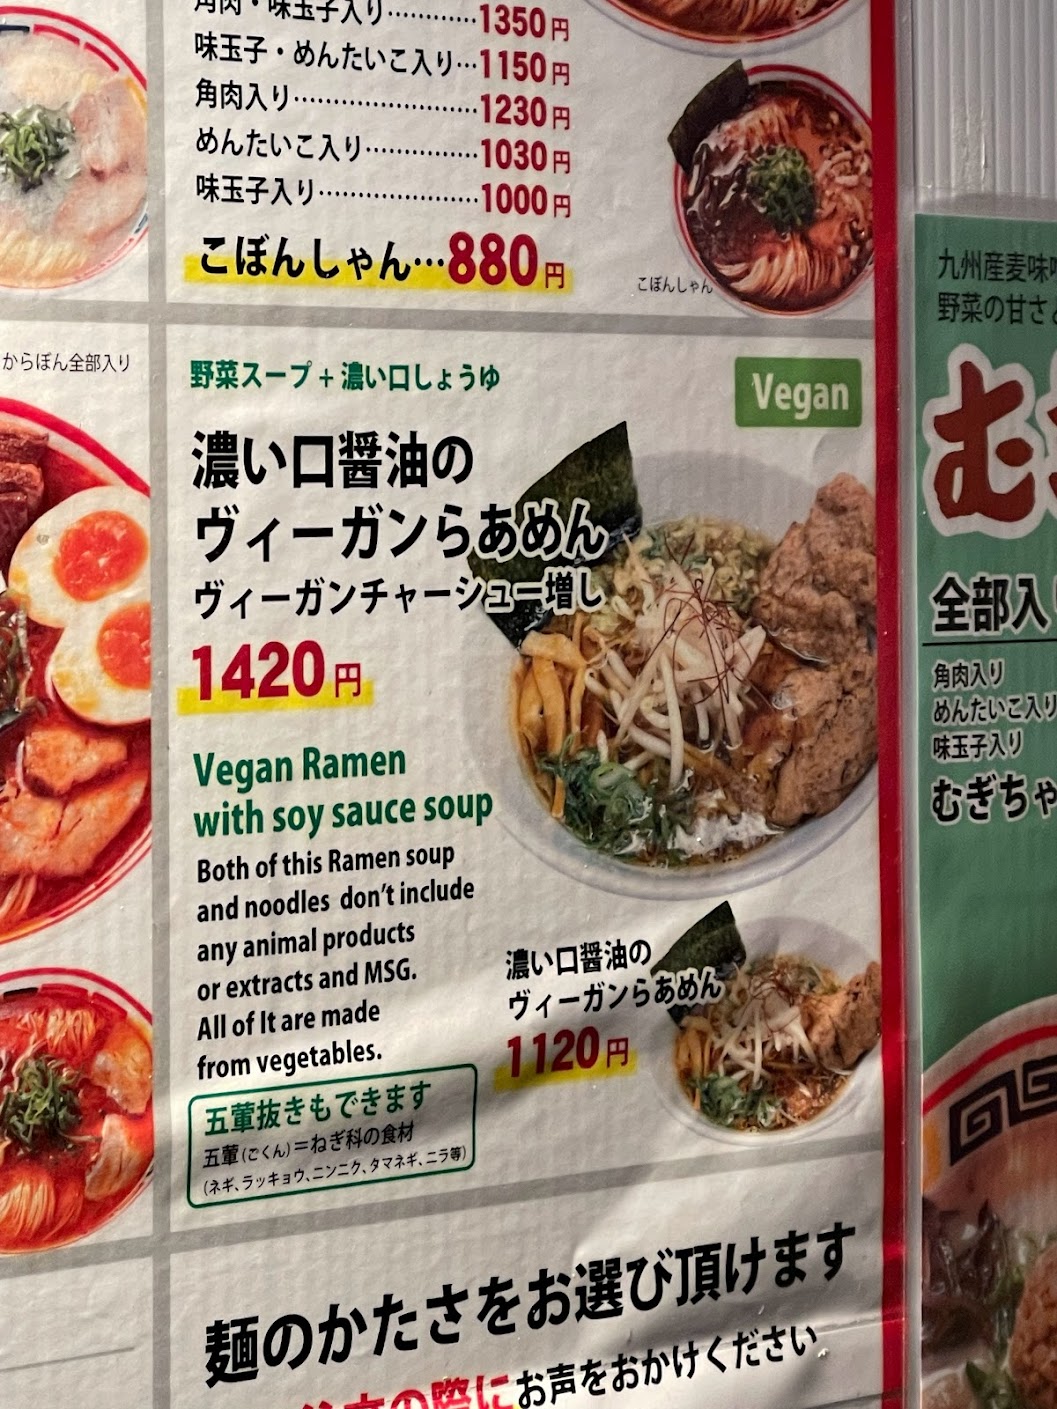 角肉・味玉子入り…………1350円
味玉子・めんたいこ入り…1150円
角肉入り……………………1230円
めんたいこ入り……………1030円
味玉子入り…………………1000円
こぼんしゃん…880円
こぼんしゃん
からぼん全部入り
野菜スープ+濃い口しょうゆ
Vegan
濃い口醤油の
ヴィーガンらあめん
ヴィーガンチャーシュー増し
1420円
Vegan Ramen
with soy sauce soup
Both of this Ramen soup
and noodles don't include
any animal products
or extracts and MSG.
All of It are made
from vegetables.
濃い口醤油の
ヴィーガンらあめん
1120円
五葷抜きもできます
五葷(ごくん)=ねぎ科の食材
(ネギ、ラッキョウ、ニンニク、タマネギ、ニラ等)
麺のかたさをお選び頂けます
の際にお声をおかけください
九州産麦味
野菜の甘さ
む
全部入
角肉入り
めんたいこ入り
味玉子入り
むぎちゃ